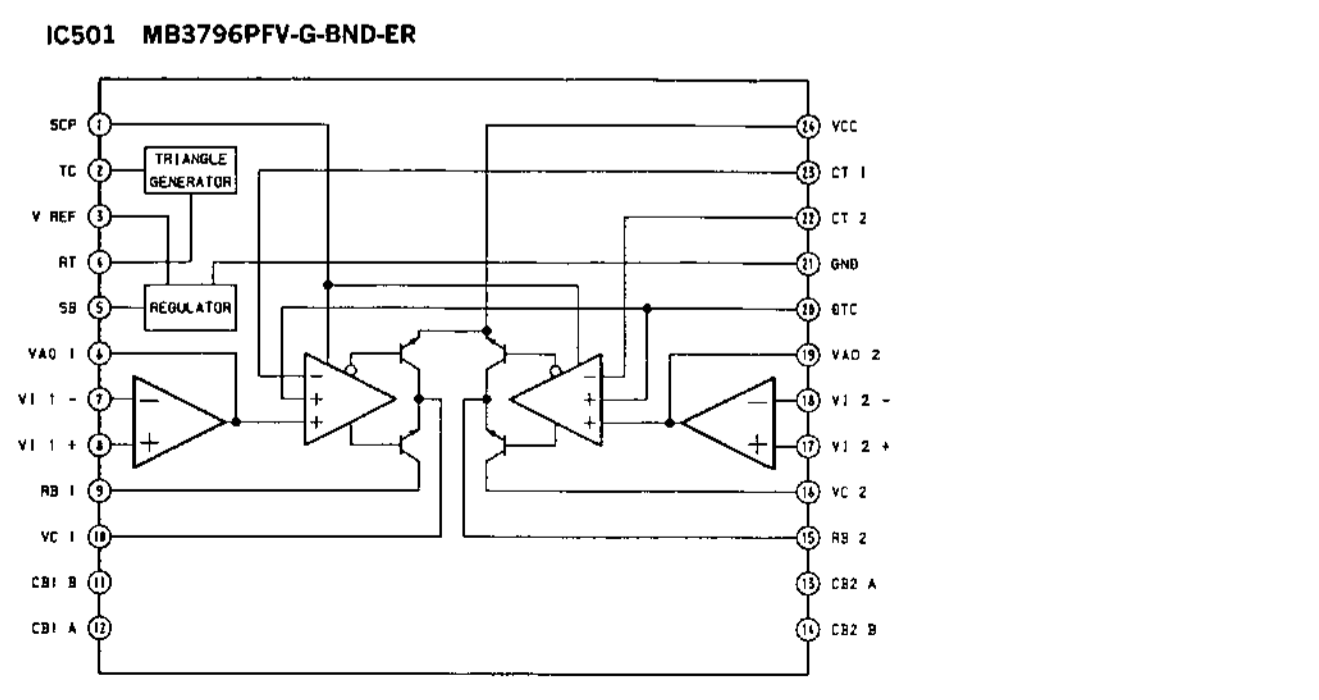 IC501 MB3796PFV-G-BND-ER
SCP 1
TC 2
V REF 3
RT 4
SB 5
VAO 1 6
VI 1 - 7
VI 1 + 8
RB 1 9
VC 1 10
CB1 B 11
CB1 A 12
TRIANGLE
GENERATOR
REGULATOR
-
+
-
+
+
-
+
+
-
+
24 VCC
23 CT 1
22 CT 2
21 GND
20 DTC
19 VAO 2
18 VI 2 -
17 VI 2 +
16 VC 2
15 RB 2
13 CB2 A
14 CB2 B